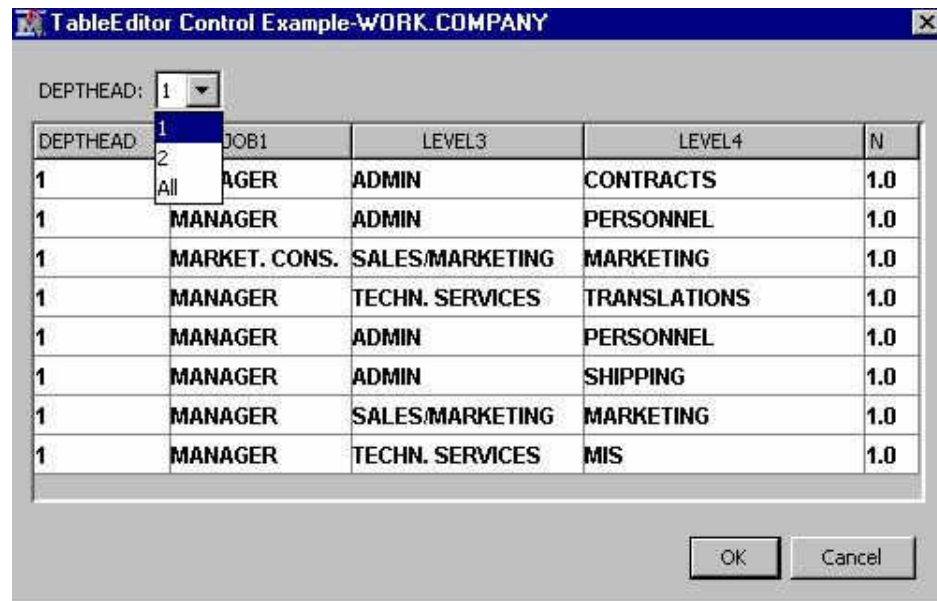 TableEditor Control Example-WORK.COMPANY
DEPTHEAD: 1
1
2
All
DEPTHEAD JOB1 LEVEL3 LEVEL4 N
1 AGER ADMIN CONTRACTS 1.0
1 MANAGER ADMIN PERSONNEL 1.0
1 MARKET. CONS. SALES/MARKETING MARKETING 1.0
1 MANAGER TECHN. SERVICES TRANSLATIONS 1.0
1 MANAGER ADMIN PERSONNEL 1.0
1 MANAGER ADMIN SHIPPING 1.0
1 MANAGER SALES/MARKETING MARKETING 1.0
1 MANAGER TECHN. SERVICES MIS 1.0
OK Cancel